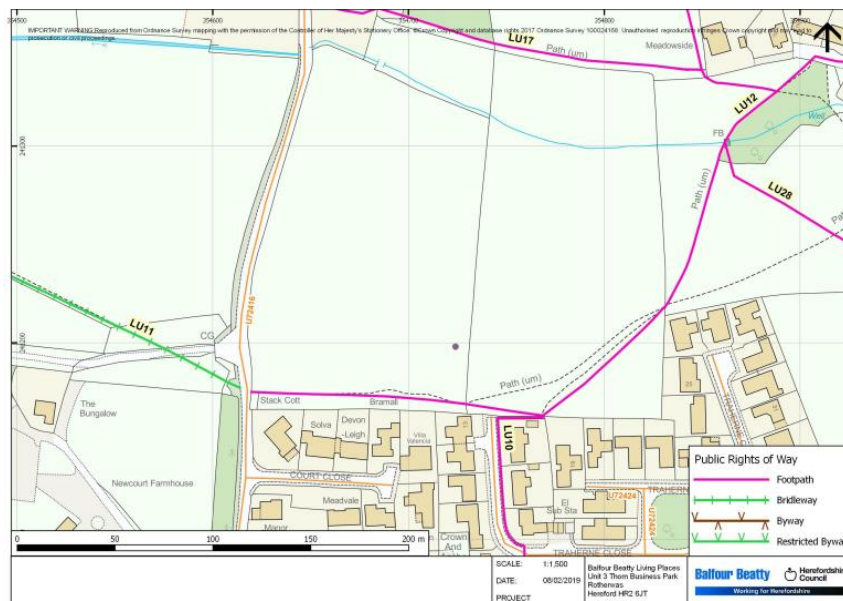 354500 354600 354700 354800
IMPORTANT WARNING Reproduced from Ordnance Survey mapping with the permission of the Controller of Her Majesty's Stationery Office. ©Crown Copyright and database rights 2017 Ordnance Survey 100024168. Unauthorised reproduction infringes Crown copyright and may lead to
prosecution or civil proceedings.
Meadowside
LU17
Path (um)
LU12
Well
FB
Path (um)
LU28
U72416
LU11
CG
The
Bungalow
Stack Cott
Bramall
Path (um)
Devon
-Leigh
Solva
Villa
Valencia
LU10
Newcourt Farmhouse
COURT CLOSE
Meadvale
Manor
Crown
And
El
Sub Sta
U72424
U72424
TRAHERNE CLOSE
Public Rights of Way
Footpath
Bridleway
Byway
Restricted Byway
0 50 100 150 200 m
SCALE: 1:1,500
DATE: 08/02/2019
PROJECT
Balfour Beatty Living Places
Unit 3 Thorn Business Park
Rotherwas
Hereford HR2 6JT
Balfour Beatty
Herefordshire
Council
Working for Herefordshire